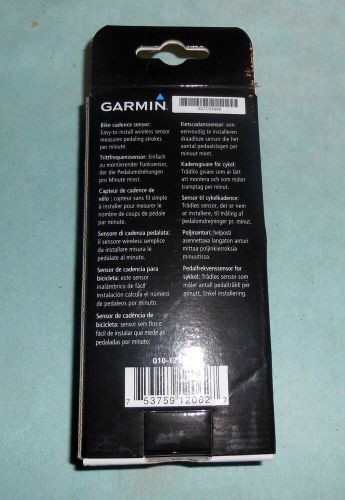 GARMIN
Bike cadence sensor:
Easy-to-install wireless sensor
measures pedaling strokes
per minute.
Trittfrequenzsensor: Einfach
zu montierender Funksensor,
der die Pedalumdrehungen
pro Minute misst.
Capteur de cadence de
vélo : capteur sans fil simple
à installer pour mesurer le
nombre de coups de pédale
par minute.
Sensore di cadenza pedalata:
il sensore wireless semplice
da installare misura le
pedalate al minuto.
Sensor de cadencia para
bicicleta: este sensor
inalámbrico de fácil
instalación calcula el número
de pedaleos por minuto.
Sensor de cadência de
bicicleta: sensor sem fios e
fácil de instalar que mede as
pedaladas por minuto.
Fietscadanssensor: een
eenvoudig te installeren
draadloze sensor die
het aantal pedaalslagen per
minuut meet.
Kadensgivare för cykel:
Trådlös givare som är lätt
att montera och som mäter
tramptag per minut.
Sensor til cykelkadence:
Trådløs sensor, der er nem
at installere, til måling af
pedalomdrejninger pr. minut.
Poljinanturi: helposti
asennettava langaton anturi
mittaa poljinkierroksia
minuutissa.
Pedalfrekvenssensor for
sykkel: Trådløs sensor som
måler antall pedaltråkk per
minutt. Enkel installering.
010-12
7 53759 12062 7